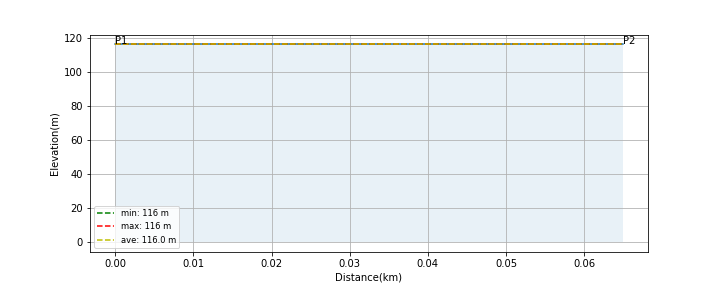 120
P1
P2
100
80
60
40
20
0
Elevation(m)
min: 116 m
max: 116 m
ave: 116.0 m
0.00 0.01 0.02 0.03 0.04 0.05 0.06
Distance(km)